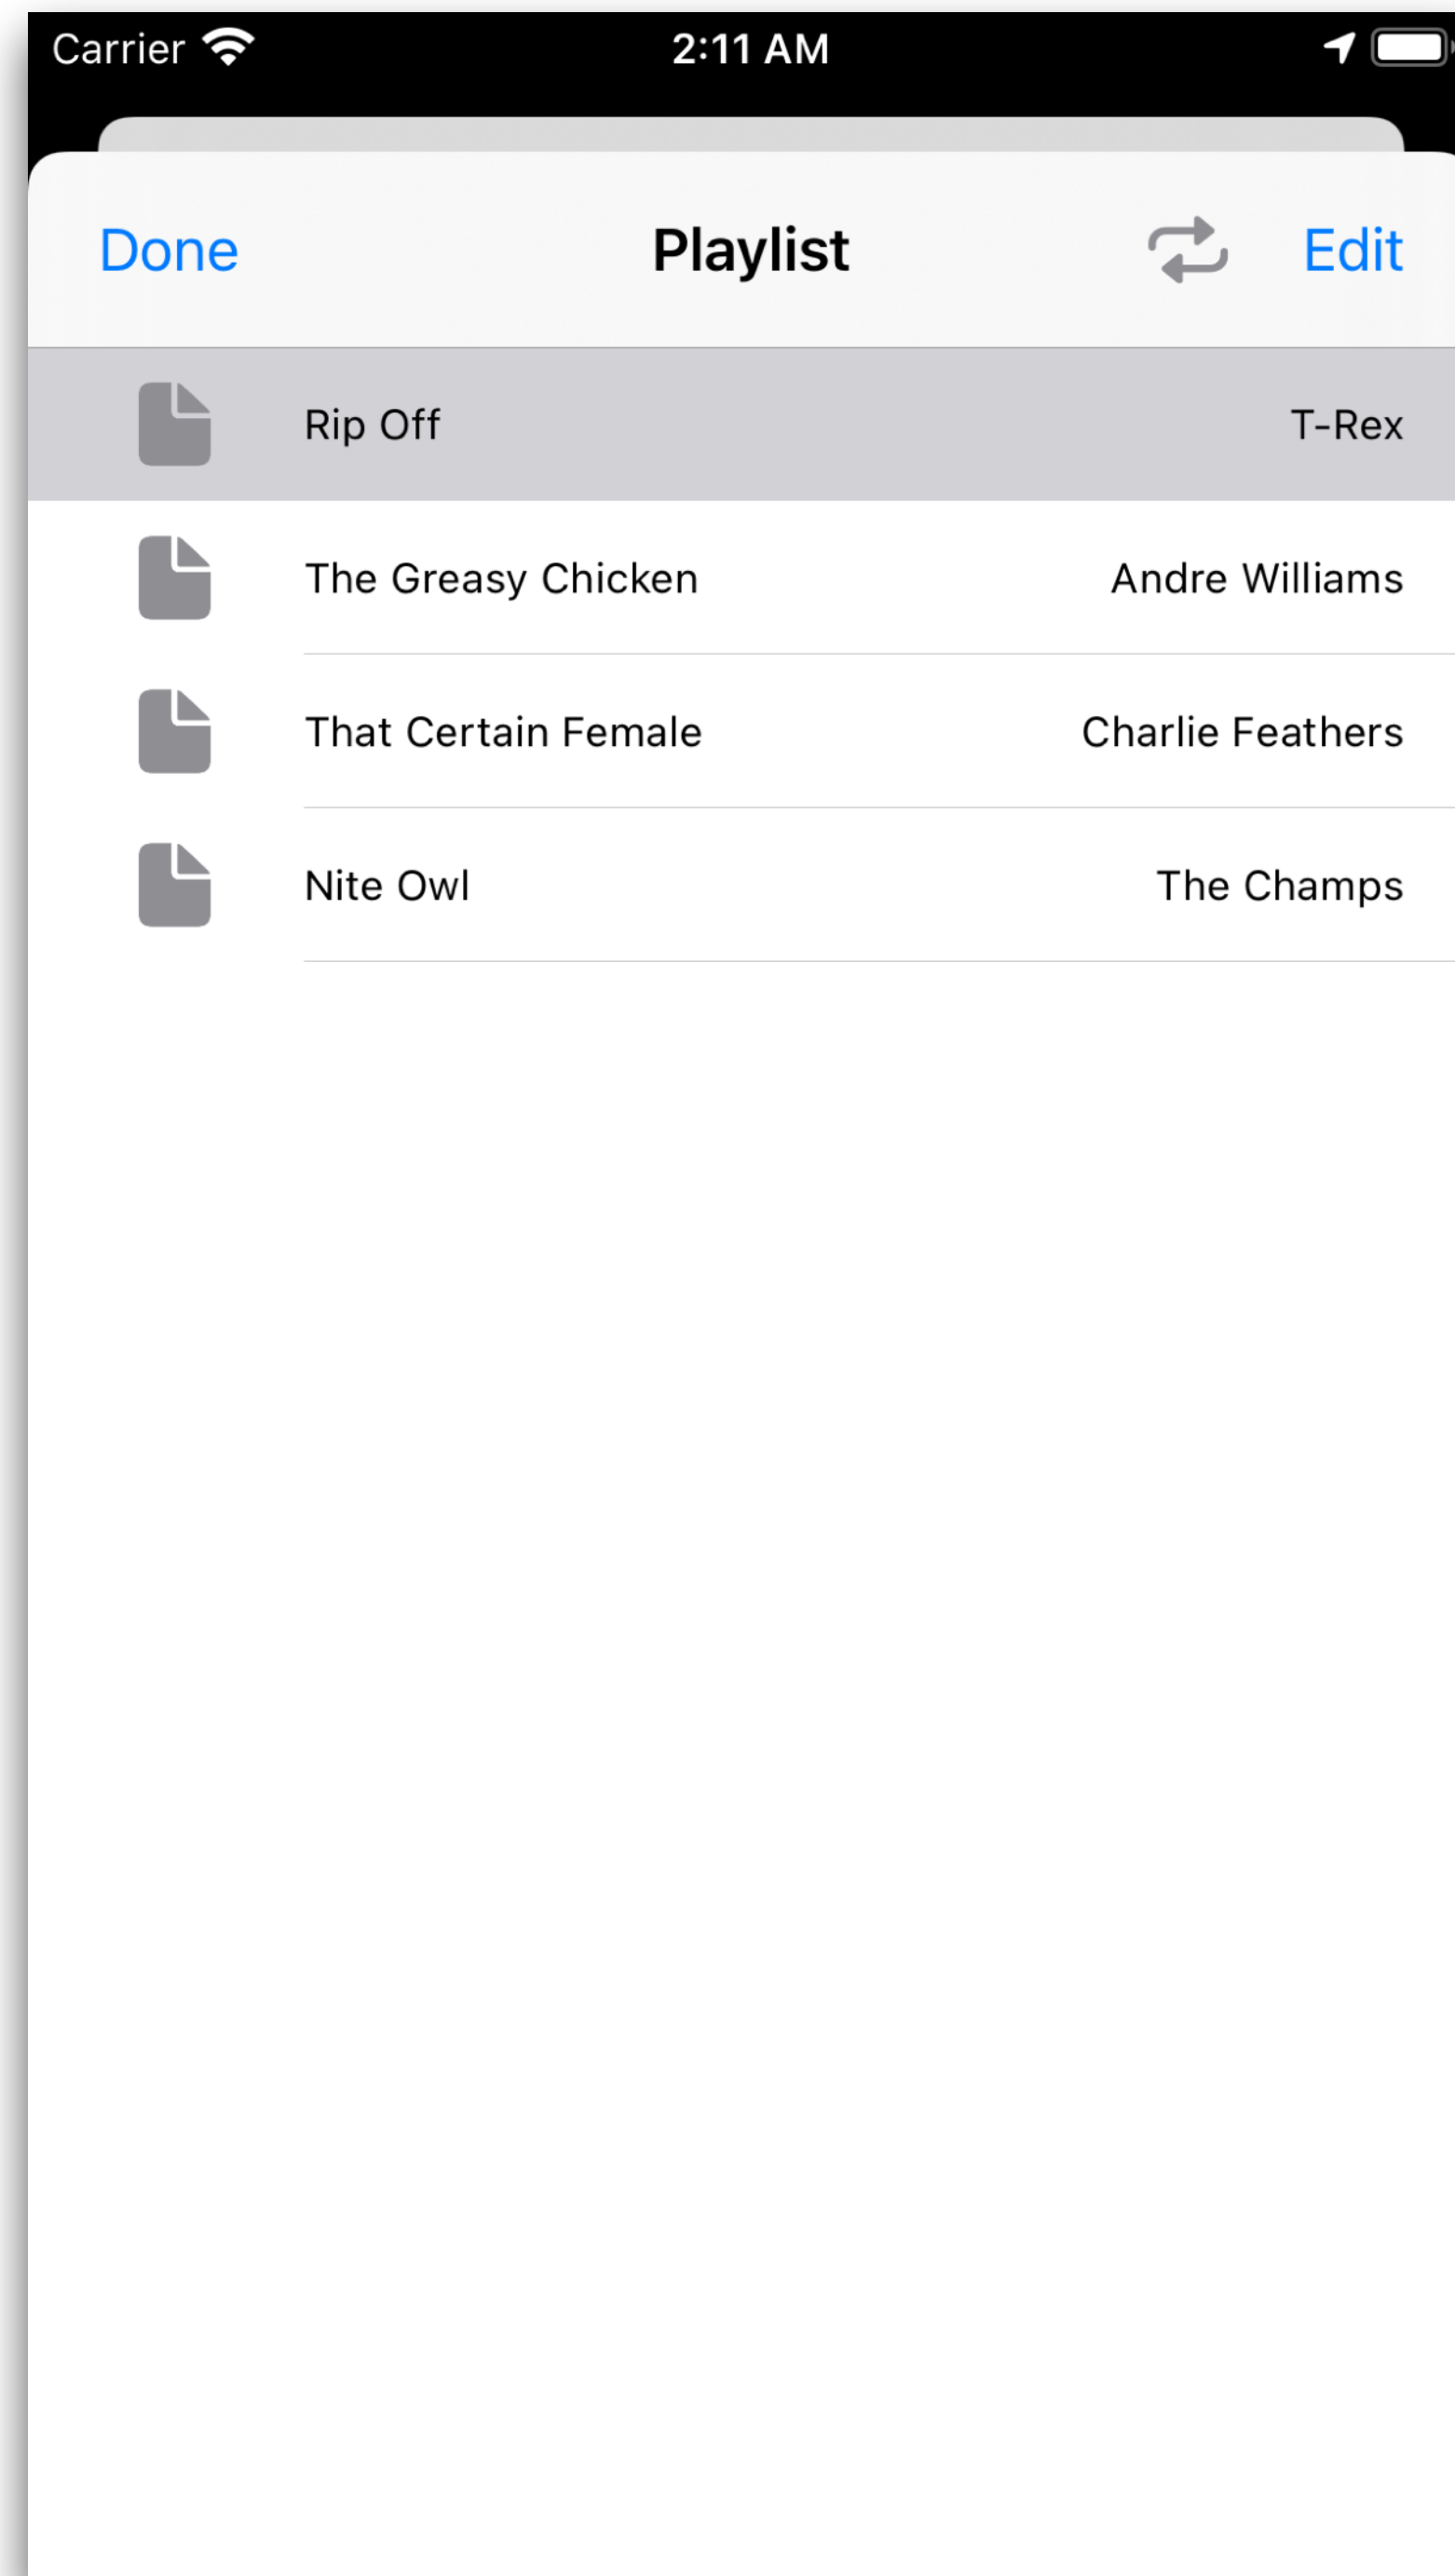 Carrier 2:11 AM
Done Playlist Edit
Rip Off T-Rex
The Greasy Chicken Andre Williams
That Certain Female Charlie Feathers
Nite Owl The Champs